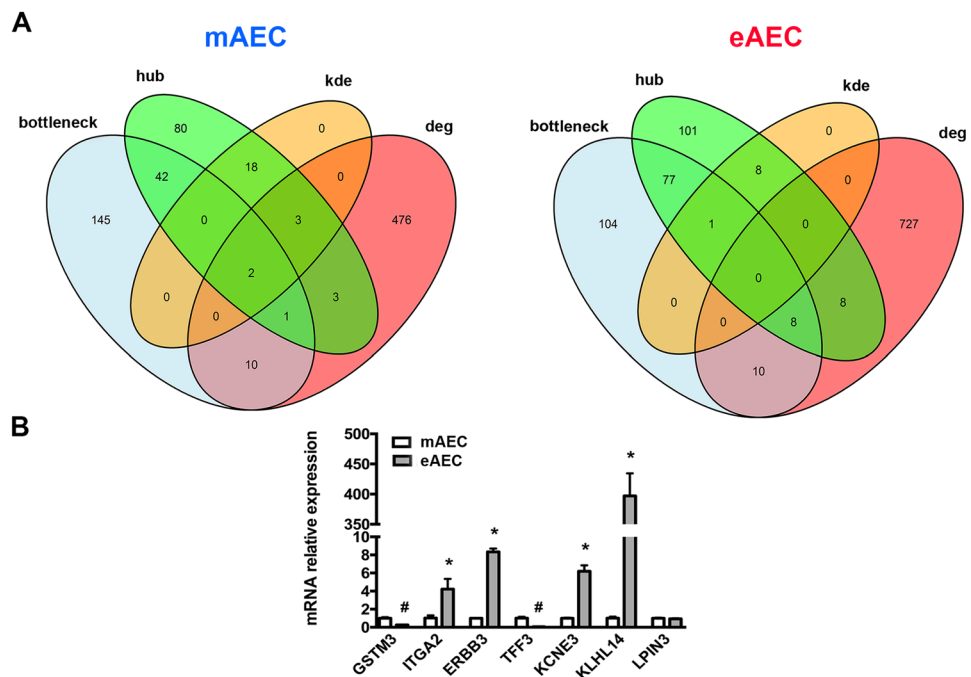 A
mAEC
eAEC
hub
kde
bottleneck
deg
80
0
42
18
0
145
0
3
476
2
0
0
1
3
10
hub
kde
bottleneck
deg
101
0
77
8
0
104
1
0
727
0
0
0
8
8
10
B
mRNA relative expression
500
450
400
350
10
8
6
4
2
0
mAEC
eAEC
#
*
*
#
*
*
GSTM3
ITGA2
ERBB3
TFF3
KCNE3
KLHL14
LPIN3